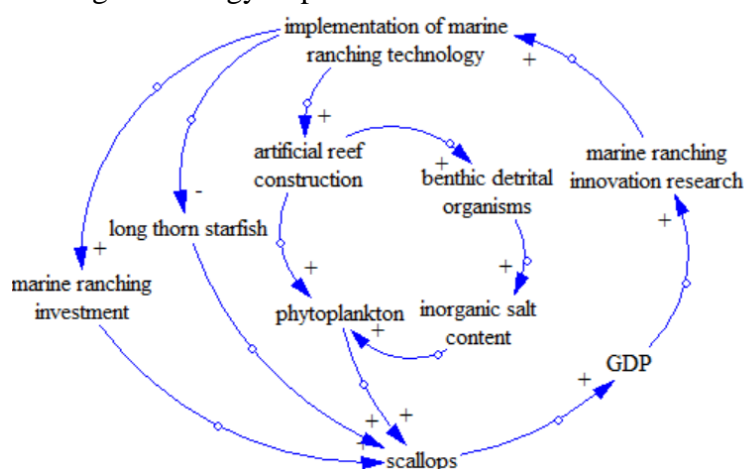 implementation of marine
ranching technology
+
+
artificial reef
construction
+
benthic detrital
organisms
marine ranching
innovation research
-
long thorn starfish
+
+
marine ranching
investment
+
+
phytoplankton
+
inorganic salt
content
GDP
+
+
+
+
scallops